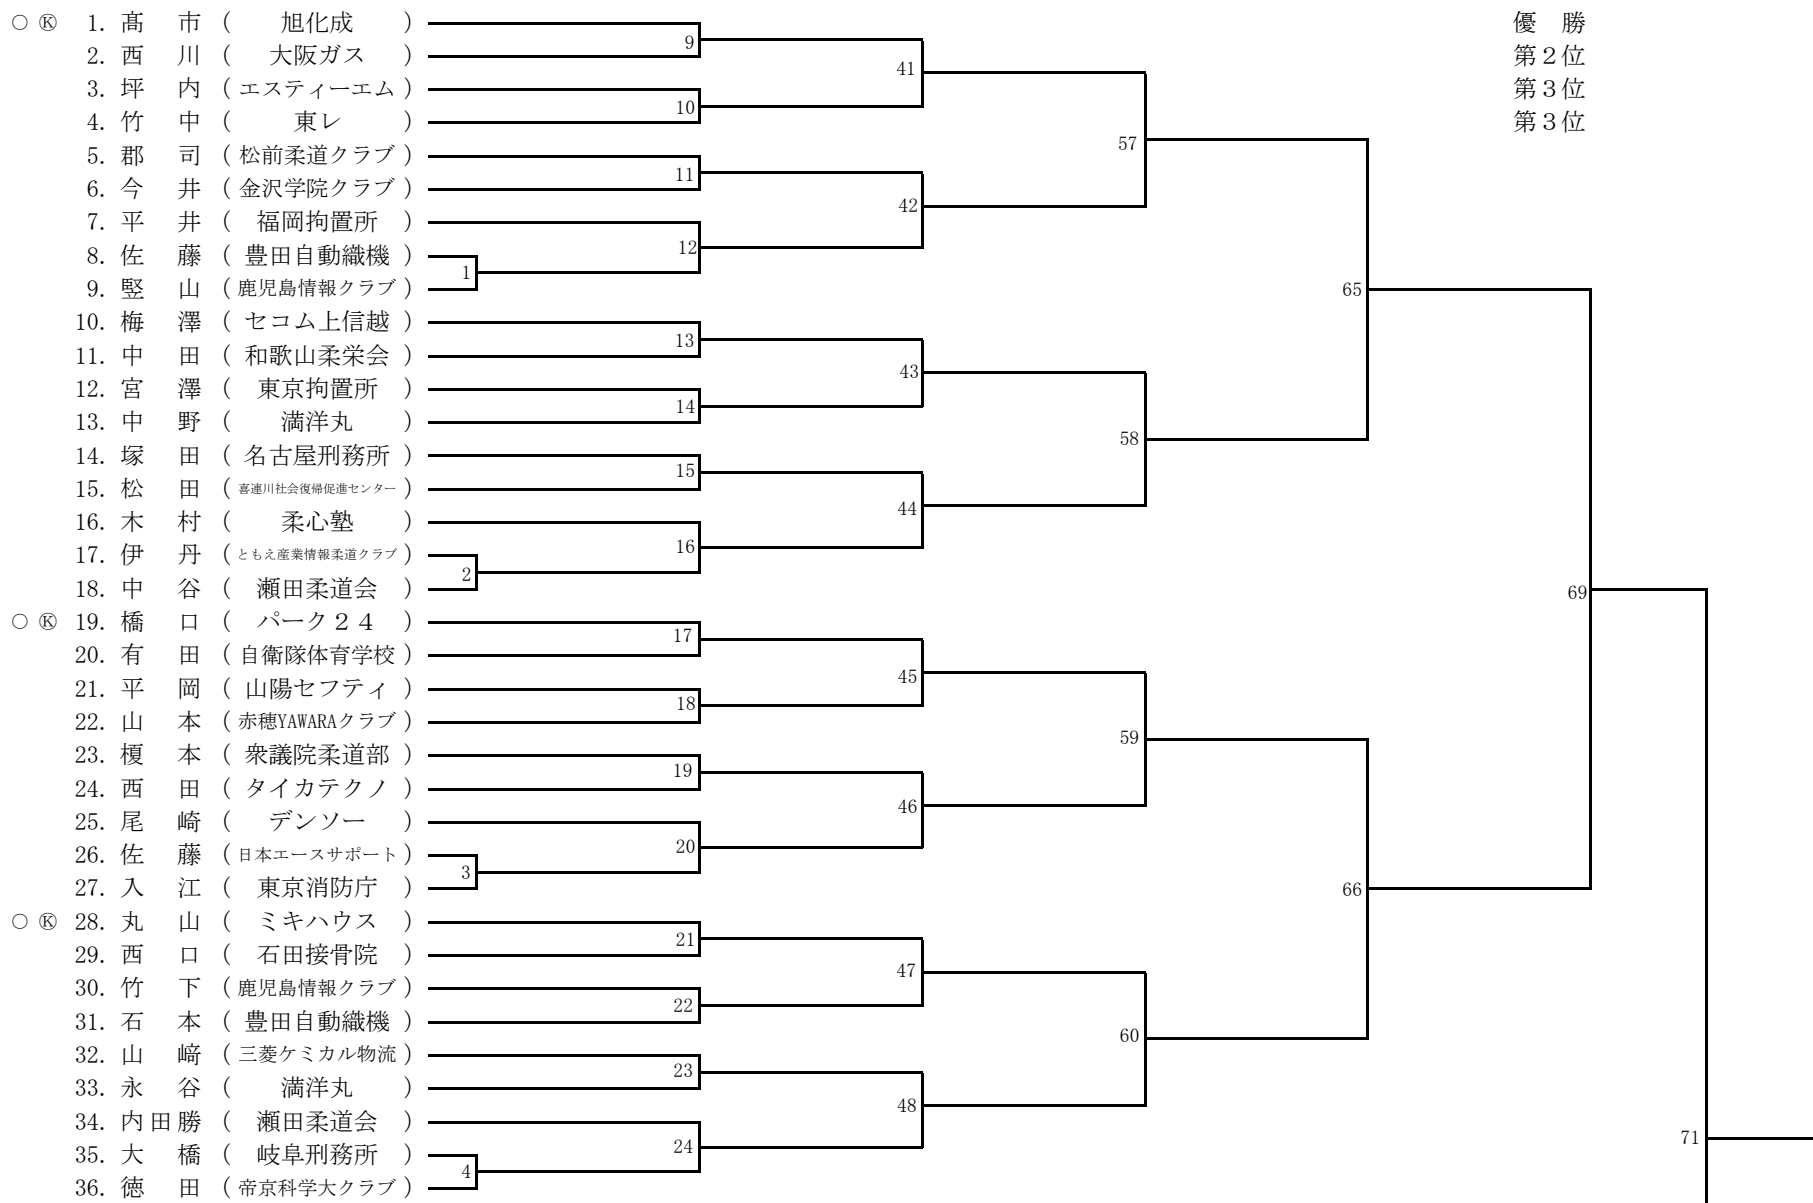 ○ Ⓚ 1. 髙 市 ( 旭化成 )
2. 西 川 ( 大阪ガス )
3. 坪 内 ( エスティーエム )
4. 竹 中 ( 東レ )
5. 郡 司 ( 松前柔道クラブ )
6. 今 井 ( 金沢学院クラブ )
7. 平 井 ( 福岡拘置所 )
8. 佐 藤 ( 豊田自動織機 )
9. 竪 山 ( 鹿児島情報クラブ )
10. 梅 澤 ( セコム上信越 )
11. 中 田 ( 和歌山柔栄会 )
12. 宮 澤 ( 東京拘置所 )
13. 中 野 ( 満洋丸 )
14. 塚 田 ( 名古屋刑務所 )
15. 松 田 ( 喜連川社会復帰促進センター )
16. 木 村 ( 柔心塾 )
17. 伊 丹 ( ともえ産業情報柔道クラブ )
18. 中 谷 ( 瀬田柔道会 )
○ Ⓚ 19. 橋 口 ( パーク２４ )
20. 有 田 ( 自衛隊体育学校 )
21. 平 岡 ( 山陽セフティ )
22. 山 本 ( 赤穂YAWARAクラブ )
23. 榎 本 ( 衆議院柔道部 )
24. 西 田 ( タイカテクノ )
25. 尾 崎 ( デンソー )
26. 佐 藤 ( 日本エースサポート )
27. 入 江 ( 東京消防庁 )
○ Ⓚ 28. 丸 山 ( ミキハウス )
29. 西 口 ( 石田接骨院 )
30. 竹 下 ( 鹿児島情報クラブ )
31. 石 本 ( 豊田自動織機 )
32. 山 﨑 ( 三菱ケミカル物流 )
33. 永 谷 ( 満洋丸 )
34. 内田勝 ( 瀬田柔道会 )
35. 大 橋 ( 岐阜刑務所 )
36. 徳 田 ( 帝京科学大クラブ )
1
2
3
4
9
10
11
12
13
14
15
16
17
18
19
20
21
22
23
24
41
42
43
44
45
46
47
48
57
58
59
60
65
66
69
71
優 勝
第２位
第３位
第３位